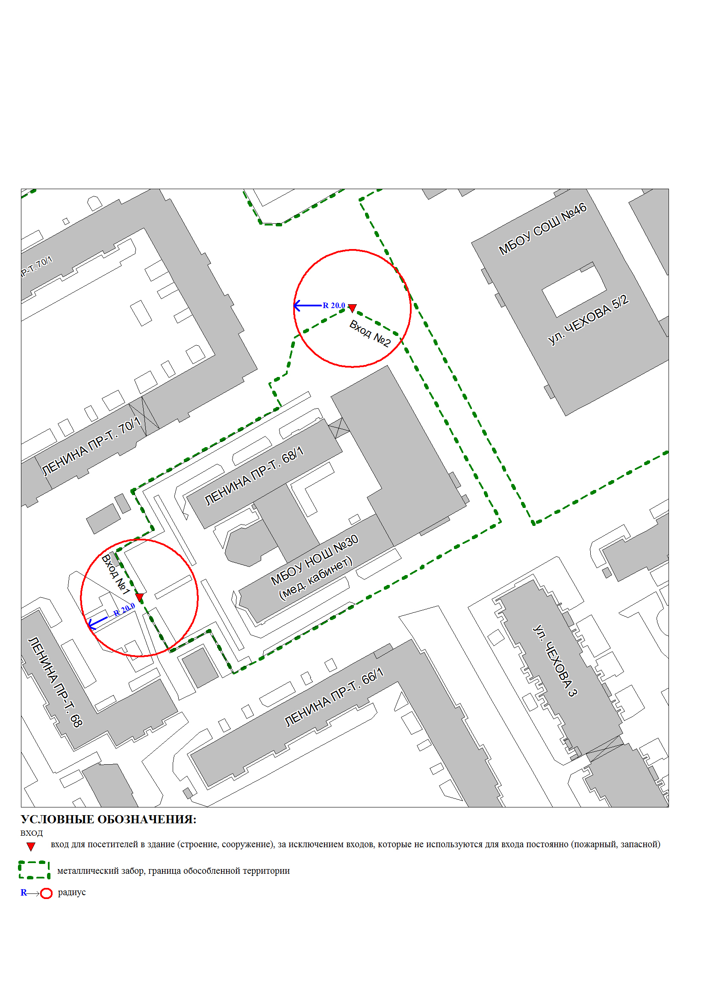 МБОУ СОШ №46
Р-Т. 70/1
ул. ЧЕХОВА 5/2
R 20.0
Вход №2
ЛЕНИНА ПР-Т. 70/1
ЛЕНИНА ПР-Т. 68/1
МБОУ НОШ №30
(мед. кабинет)
Вход №1
R 20.0
ЛЕНИНА ПР-Т. 68
ЛЕНИНА ПР-Т. 66/1
ул. ЧЕХОВА 3
УСЛОВНЫЕ ОБОЗНАЧЕНИЯ:
ВХОД
вход для посетителей в здание (строение, сооружение), за исключением входов, которые не используются для входа постоянно (пожарный, запасной)
металлический забор, граница обособленной территории
R
радиус